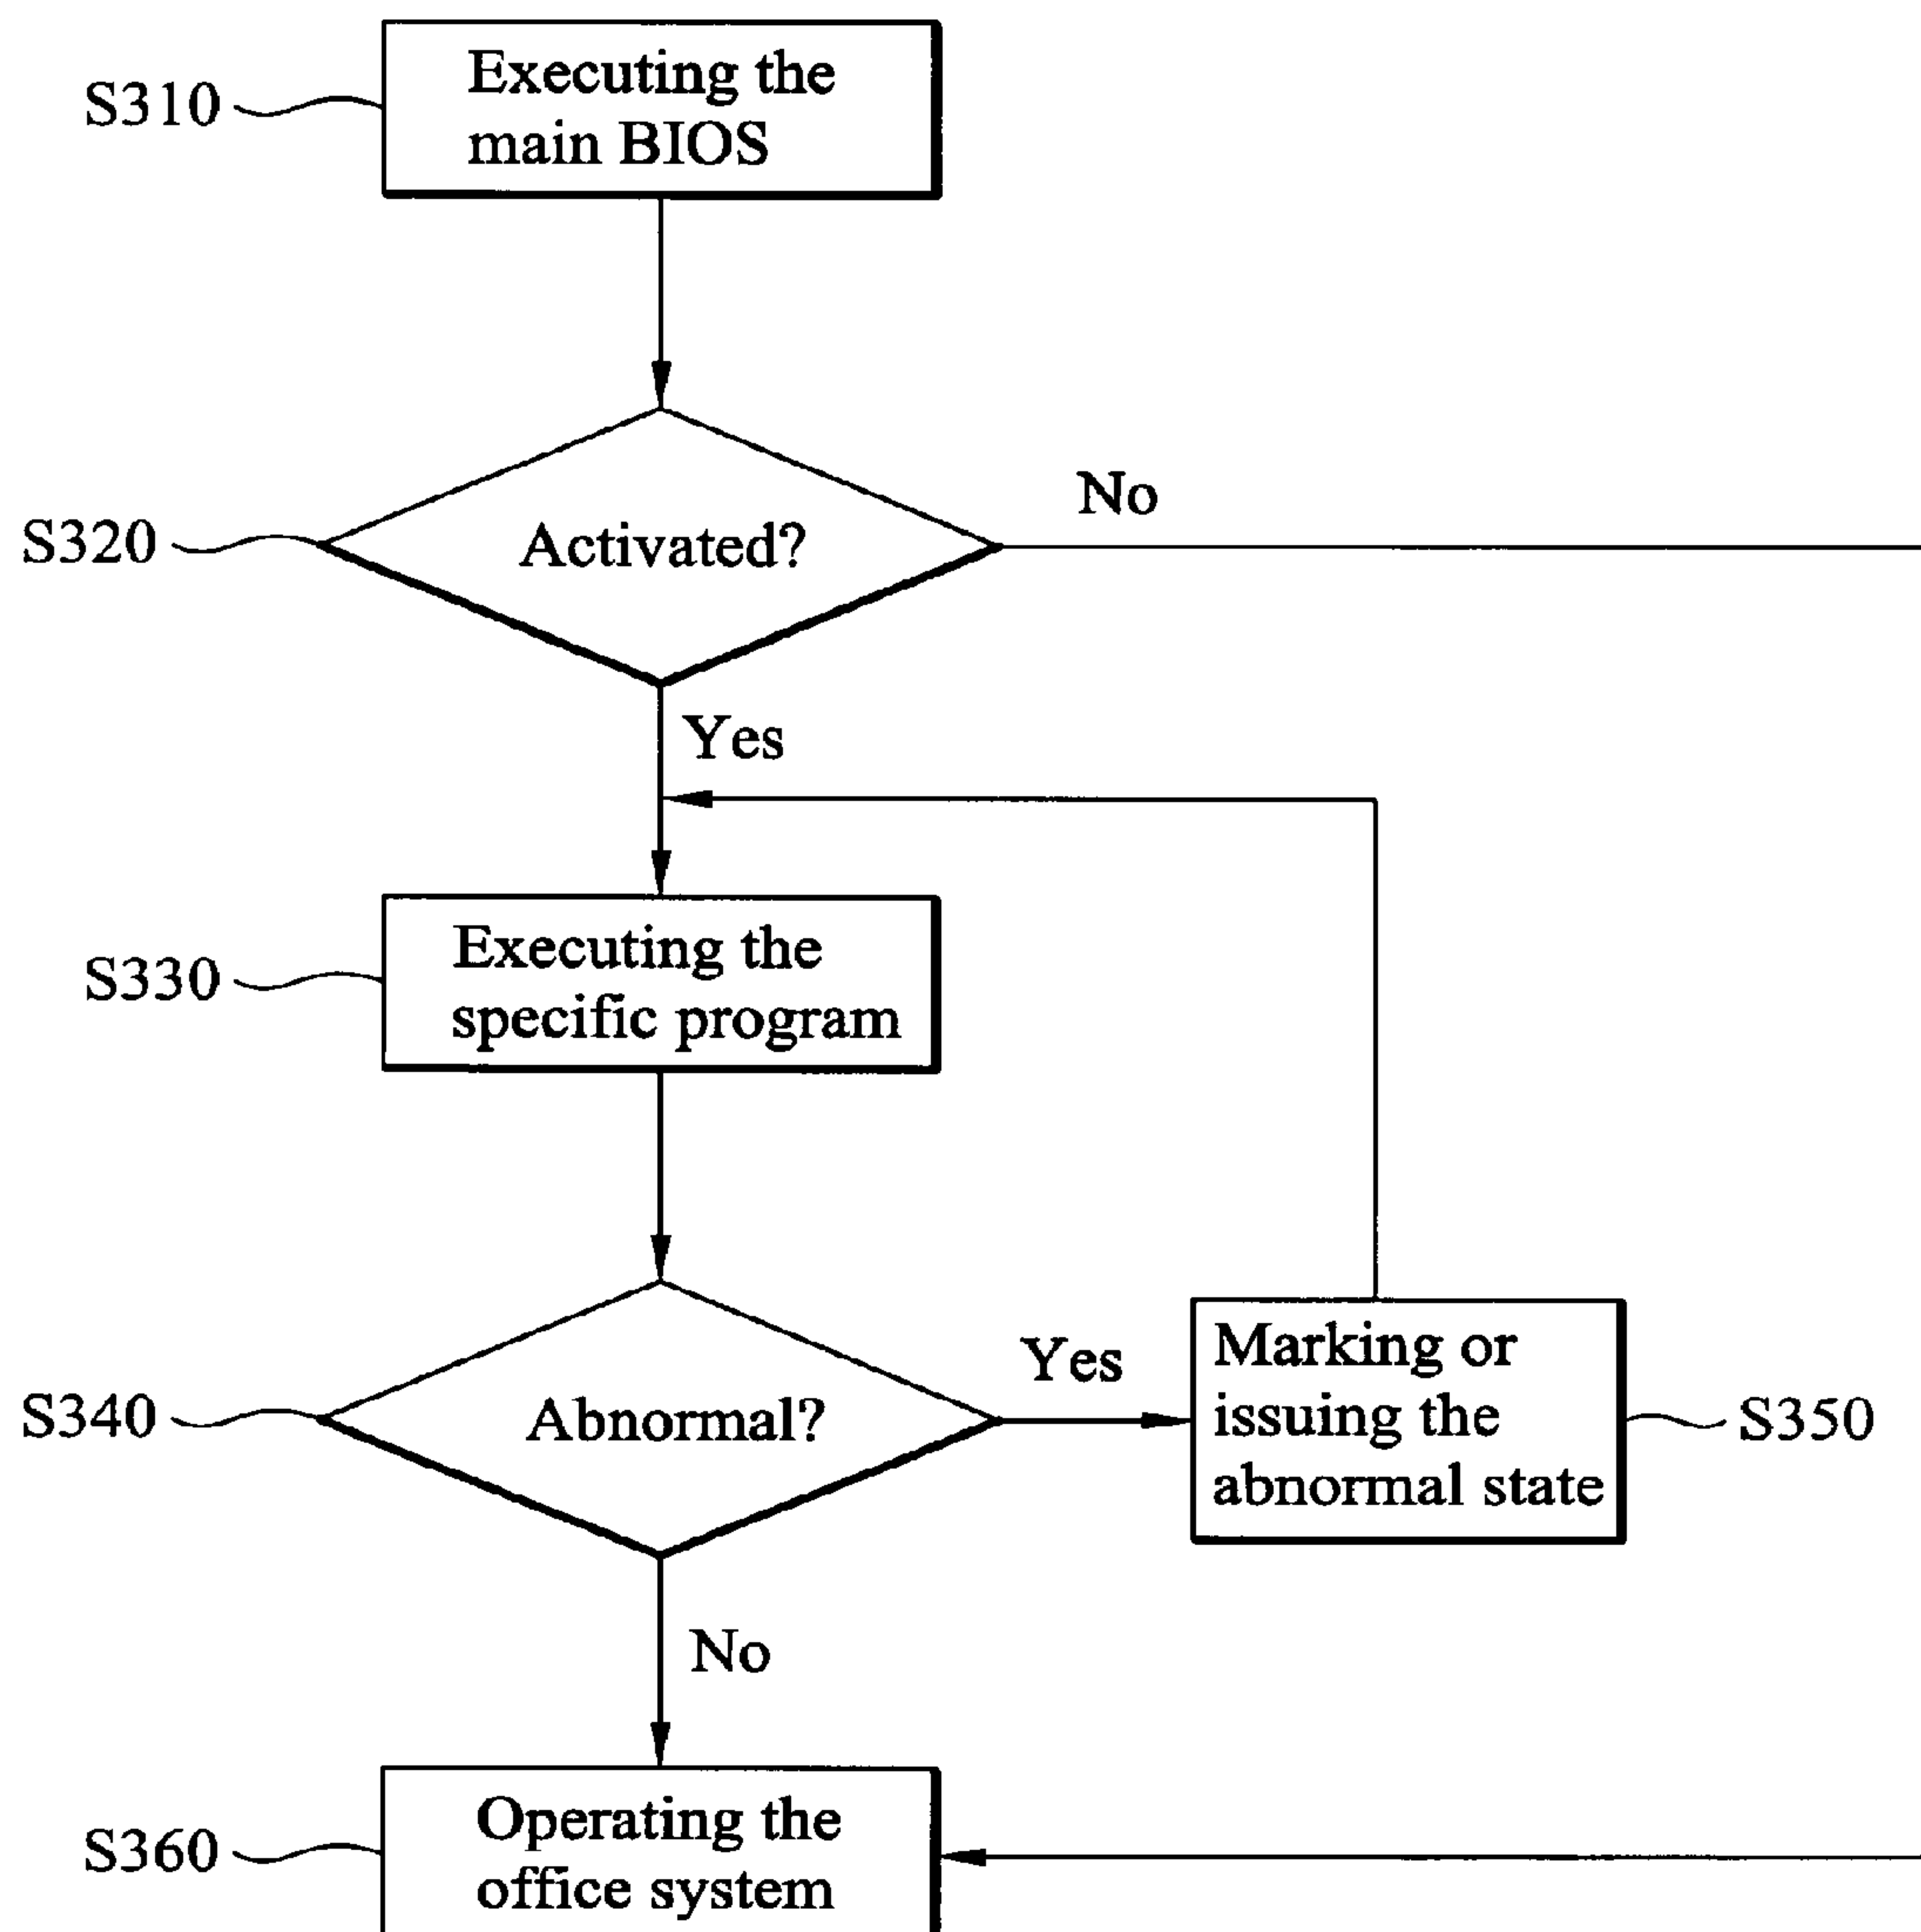 S310
Executing the
main BIOS
S320
Activated?
No
Yes
S330
Executing the
specific program
S340
Abnormal?
Yes
Marking or
issuing the
abnormal state
S350
No
S360
Operating the
office system